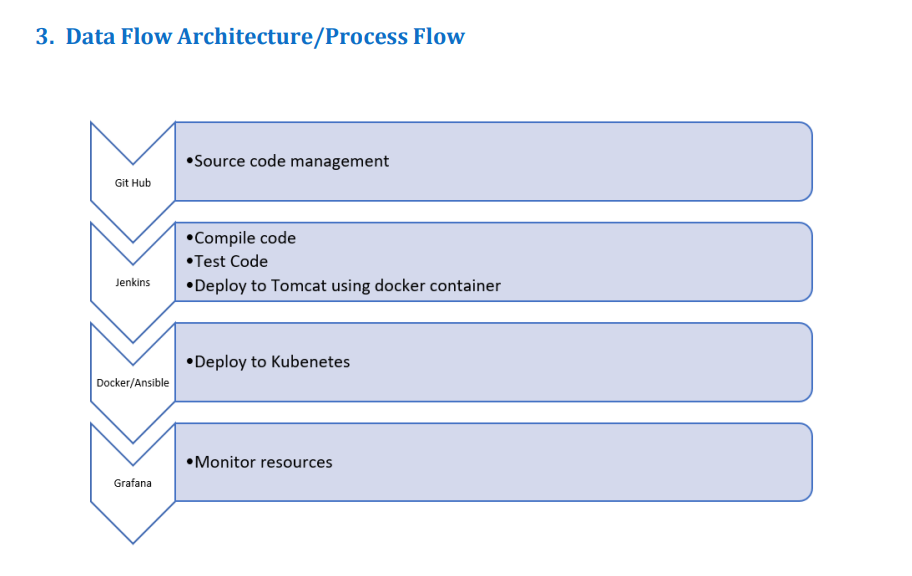 3. Data Flow Architecture/Process Flow
Git Hub
•Source code management
Jenkins
•Compile code
•Test Code
•Deploy to Tomcat using docker container
Docker/Ansible
•Deploy to Kubenetes
Grafana
•Monitor resources